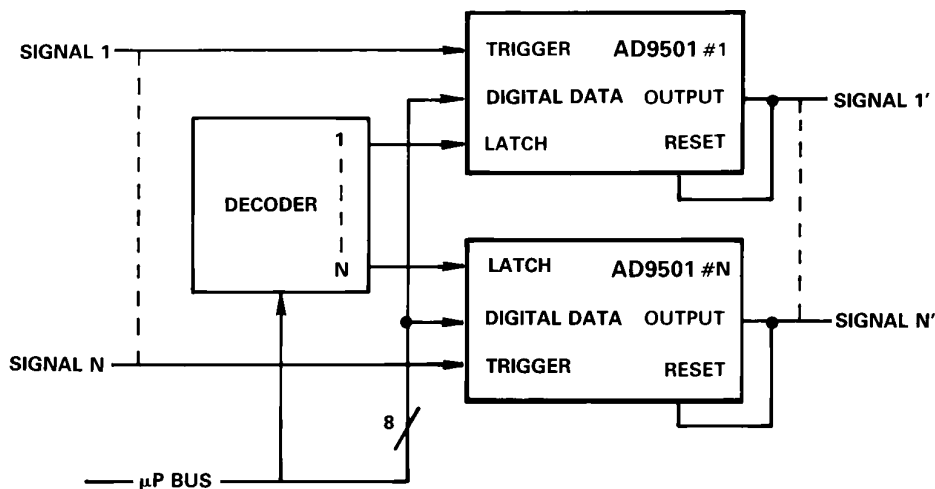 SIGNAL 1
TRIGGER AD9501 #1
DIGITAL DATA OUTPUT
SIGNAL 1'
LATCH RESET
DECODER
1
N
LATCH AD9501 #N
DIGITAL DATA OUTPUT
SIGNAL N'
TRIGGER RESET
SIGNAL N
8
μP BUS